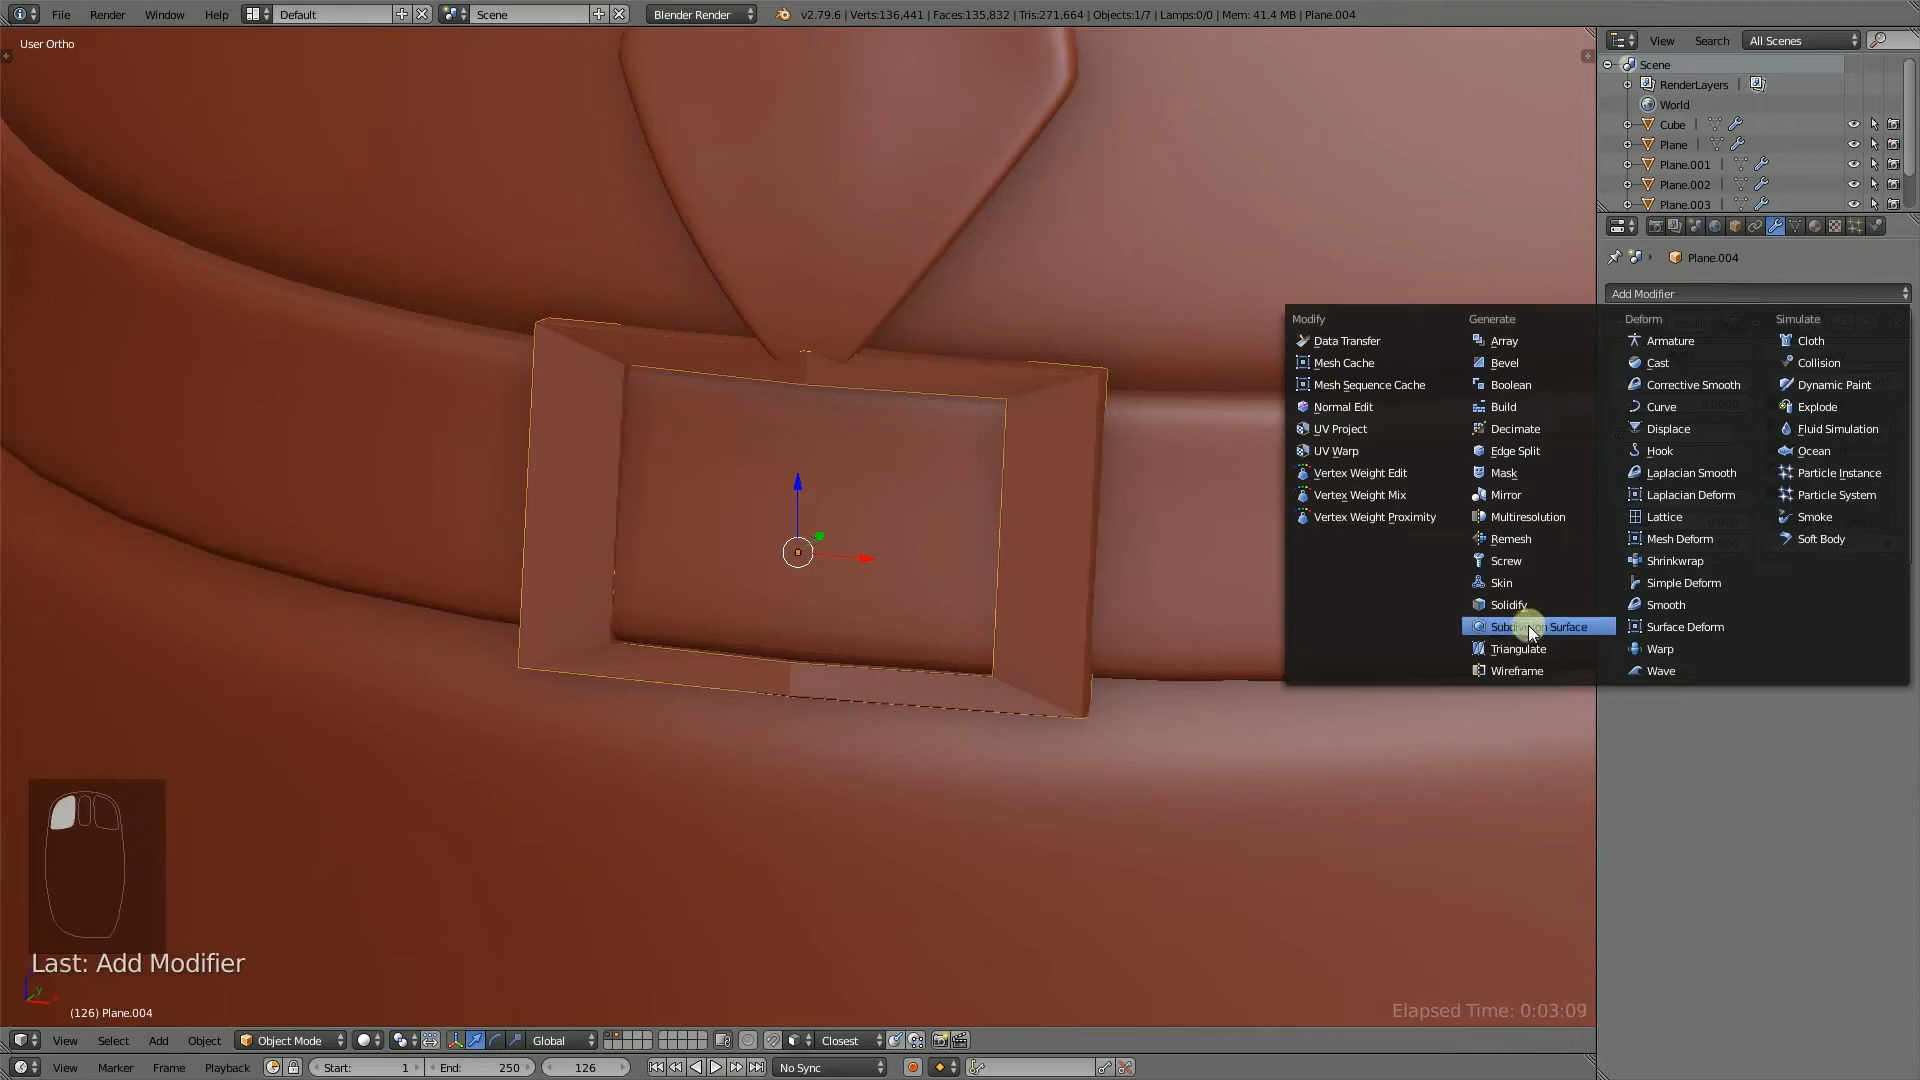 File Render Window Help Default Scene Blender Render v2.79.6 | Verts:136,441 | Faces:135,832 | Tris:271,664 | Objects:1/7 | Lamps:0/0 | Mem: 41.4 MB | Plane.004
User Ortho
View Search All Scenes
Scene
RenderLayers
World
Cube
Plane
Plane.001
Plane.002
Plane.003
Plane.004
Add Modifier
Modify Generate Deform Simulate
Data Transfer Array Armature Cloth
Mesh Cache Bevel Cast Collision
Mesh Sequence Cache Boolean Corrective Smooth Dynamic Paint
Normal Edit Build Curve Explode
UV Project Decimate Displace Fluid Simulation
UV Warp Edge Split Hook Ocean
Vertex Weight Edit Mask Laplacian Smooth Particle Instance
Vertex Weight Mix Mirror Laplacian Deform Particle System
Vertex Weight Proximity Multiresolution Lattice Smoke
Remesh Mesh Deform Soft Body
Screw Shrinkwrap
Skin Simple Deform
Solidify Smooth
Subdivision Surface Surface Deform
Triangulate Warp
Wireframe Wave
Last: Add Modifier
y
x
(126) Plane.004
Elapsed Time: 0:03:09
View Select Add Object Object Mode Global Closest
View Marker Frame Playback Start: 1 End: 250 126 No Sync